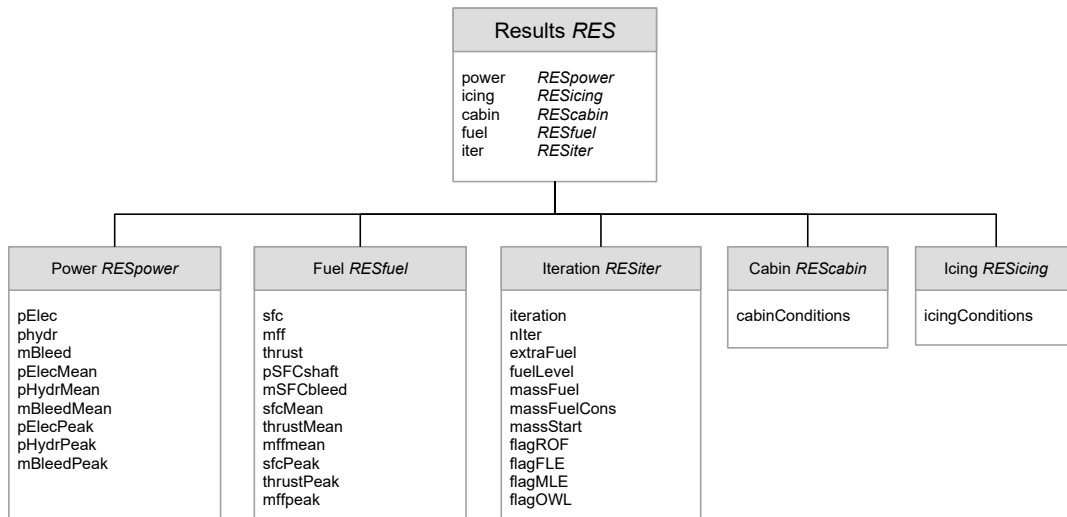 Results RES
power RESpower
icing RESicing
cabin REScabin
fuel RESfuel
iter RESiter
Power RESpower
pElec
phydr
mBleed
pElecMean
pHydrMean
mBleedMean
pElecPeak
pHydrPeak
mBleedPeak
Fuel RESfuel
sfc
mff
thrust
pSFCshaft
mSFCbleed
sfcMean
thrustMean
mffmean
sfcPeak
thrustPeak
mffpeak
Iteration RESiter
iteration
nIter
extraFuel
fuelLevel
massFuel
massFuelCons
massStart
flagROF
flagFLE
flagMLE
flagOWL
Cabin REScabin
cabinConditions
Icing RESicing
icingConditions